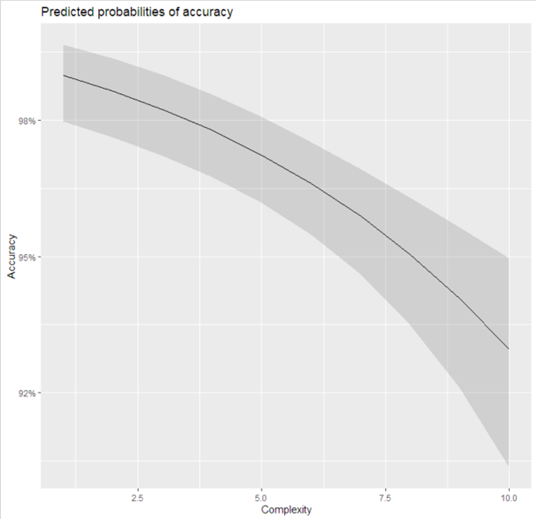 Predicted probabilities of accuracy
98%
95%
92%
Accuracy
2.5 5.0 7.5 10.0
Complexity